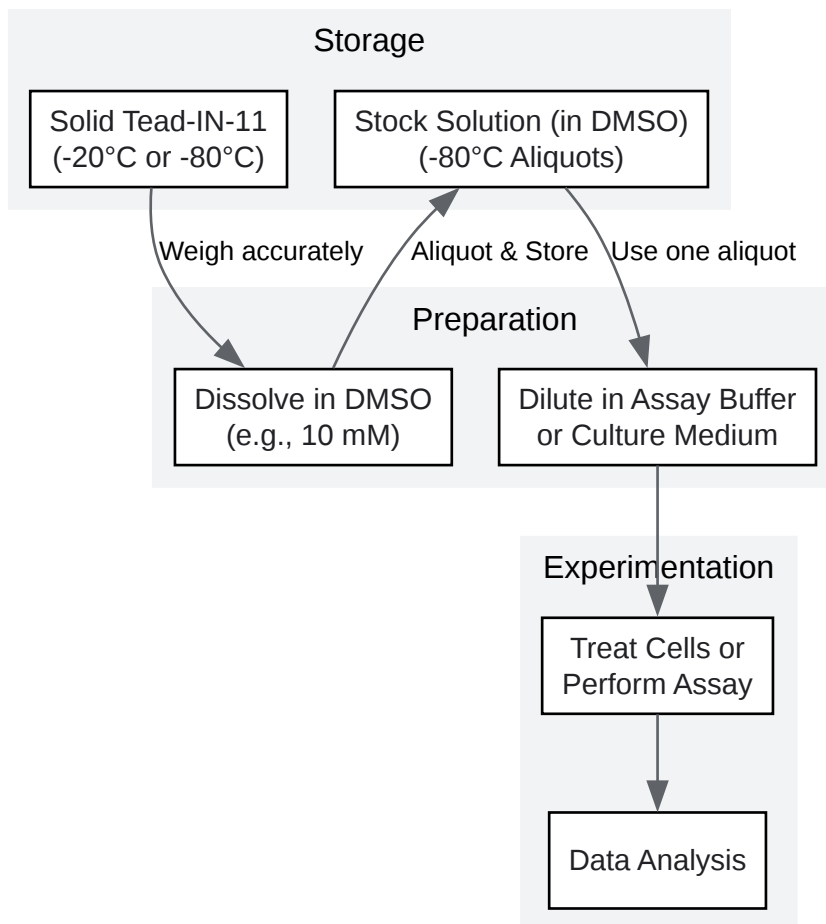 Storage
Solid Tead-IN-11
(-20°C or -80°C)
Stock Solution (in DMSO)
(-80°C Aliquots)
Weigh accurately
Aliquot & Store
Use one aliquot
Preparation
Dissolve in DMSO
(e.g., 10 mM)
Dilute in Assay Buffer
or Culture Medium
Experimentation
Treat Cells or
Perform Assay
Data Analysis